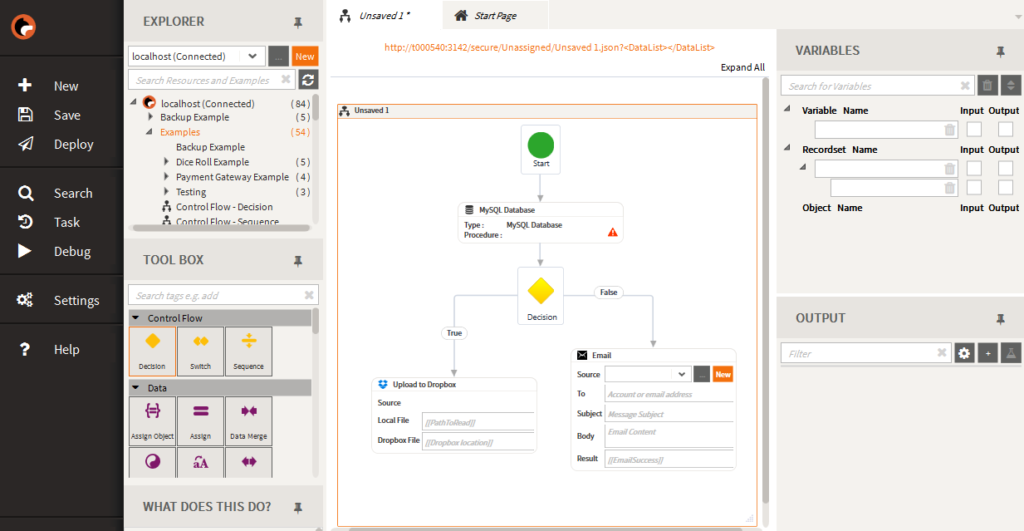 New
Save
Deploy
Search
Task
Debug
Settings
Help
EXPLORER
localhost (Connected)
...
New
Search Resources and Examples
localhost (Connected) (84)
Backup Example (5)
Examples (54)
Backup Example
Dice Roll Example (5)
Payment Gateway Example (4)
Testing (3)
Control Flow - Decision
Control Flow - Sequence
TOOL BOX
Search tags e.g. add
Control Flow
Decision Switch Sequence
Data
Assign Object Assign Data Merge
WHAT DOES THIS DO?
Unsaved 1 *
Start Page
http://t000540:3142/secure/Unassigned/Unsaved 1.json?<DataList></DataList>
Expand All
Unsaved 1
Start
MySQL Database
Type : MySQL Database
Procedure :
Decision
True
False
Upload to Dropbox
Source
Local File [[PathToRead]]
Dropbox File [[Dropbox location]]
Email
Source ... New
To Account or email address
Subject Message Subject
Body Email Content
Result [[EmailSuccess]]
VARIABLES
Search for Variables
Variable Name Input Output
Recordset Name Input Output
Object Name Input Output
OUTPUT
Filter